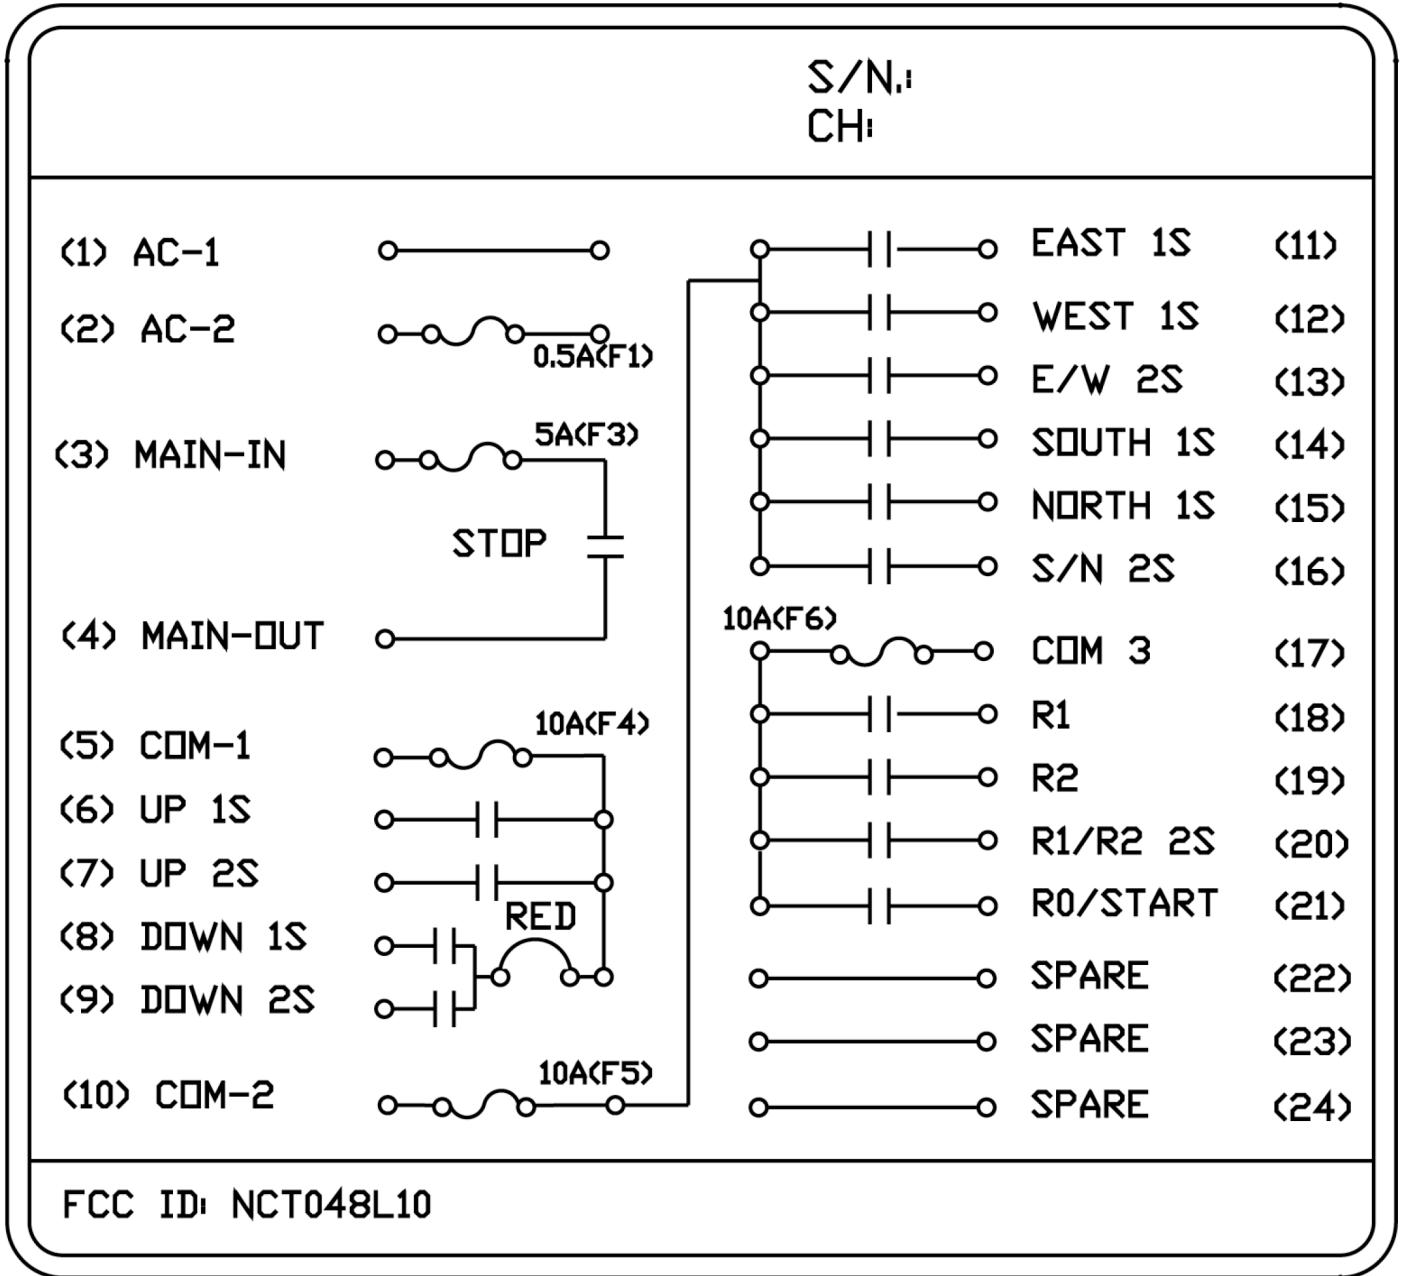 S/N.:
CH:
(1) AC-1
(2) AC-2
0.5A(F1)
(3) MAIN-IN
5A(F3)
STOP
(4) MAIN-OUT
(5) COM-1
10A(F4)
(6) UP 1S
(7) UP 2S
(8) DOWN 1S
RED
(9) DOWN 2S
(10) COM-2
10A(F5)
EAST 1S (11)
WEST 1S (12)
E/W 2S (13)
SOUTH 1S (14)
NORTH 1S (15)
S/N 2S (16)
10A(F6)
COM 3 (17)
R1 (18)
R2 (19)
R1/R2 2S (20)
R0/START (21)
SPARE (22)
SPARE (23)
SPARE (24)
FCC ID: NCT048L10